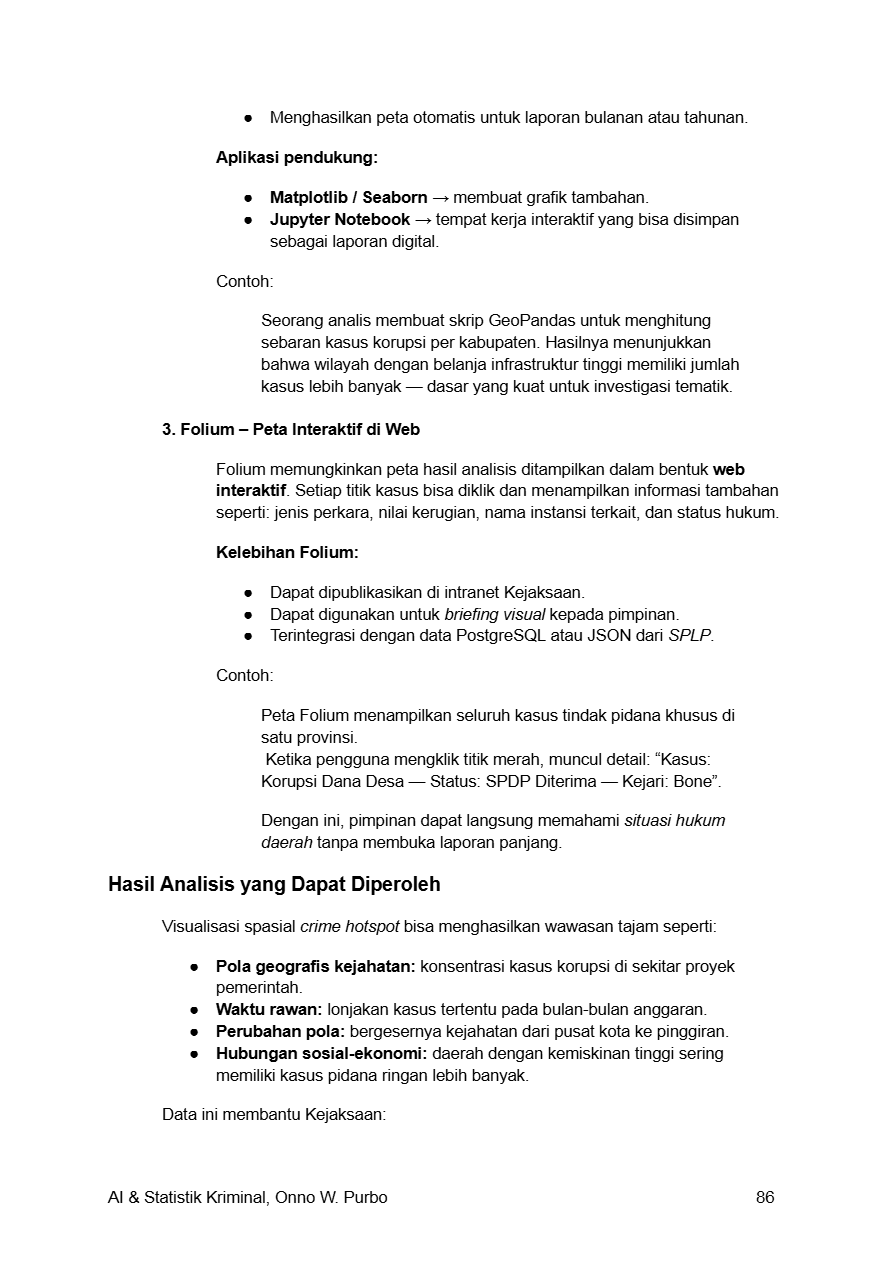 ● Menghasilkan peta otomatis untuk laporan bulanan atau tahunan.
Aplikasi pendukung:
● Matplotlib / Seaborn → membuat grafik tambahan.
● Jupyter Notebook → tempat kerja interaktif yang bisa disimpan
sebagai laporan digital.
Contoh:
Seorang analis membuat skrip GeoPandas untuk menghitung
sebaran kasus korupsi per kabupaten. Hasilnya menunjukkan
bahwa wilayah dengan belanja infrastruktur tinggi memiliki jumlah
kasus lebih banyak — dasar yang kuat untuk investigasi tematik.
3. Folium – Peta Interaktif di Web
Folium memungkinkan peta hasil analisis ditampilkan dalam bentuk web
interaktif. Setiap titik kasus bisa diklik dan menampilkan informasi tambahan
seperti: jenis perkara, nilai kerugian, nama instansi terkait, dan status hukum.
Kelebihan Folium:
● Dapat dipublikasikan di intranet Kejaksaan.
● Dapat digunakan untuk briefing visual kepada pimpinan.
● Terintegrasi dengan data PostgreSQL atau JSON dari SPLP.
Contoh:
Peta Folium menampilkan seluruh kasus tindak pidana khusus di
satu provinsi.
Ketika pengguna mengklik titik merah, muncul detail: “Kasus:
Korupsi Dana Desa — Status: SPDP Diterima — Kejari: Bone”.
Dengan ini, pimpinan dapat langsung memahami situasi hukum
daerah tanpa membuka laporan panjang.
Hasil Analisis yang Dapat Diperoleh
Visualisasi spasial crime hotspot bisa menghasilkan wawasan tajam seperti:
● Pola geografis kejahatan: konsentrasi kasus korupsi di sekitar proyek
pemerintah.
● Waktu rawan: lonjakan kasus tertentu pada bulan-bulan anggaran.
● Perubahan pola: bergesernya kejahatan dari pusat kota ke pinggiran.
● Hubungan sosial-ekonomi: daerah dengan kemiskinan tinggi sering
memiliki kasus pidana ringan lebih banyak.
Data ini membantu Kejaksaan:
AI & Statistik Kriminal, Onno W. Purbo 86